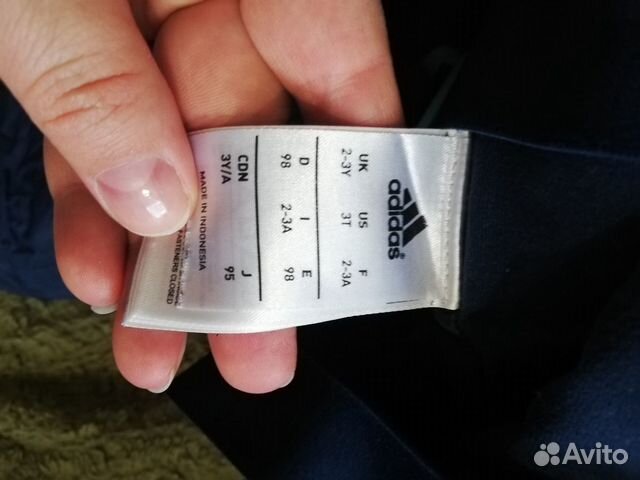 adidas®
UK US F
2-3Y 3T 2-3A
D I E
98 2-3A 98
CDN J
3Y/A 95
MADE IN INDONESIA
FASTENERS CLOSED
Avito